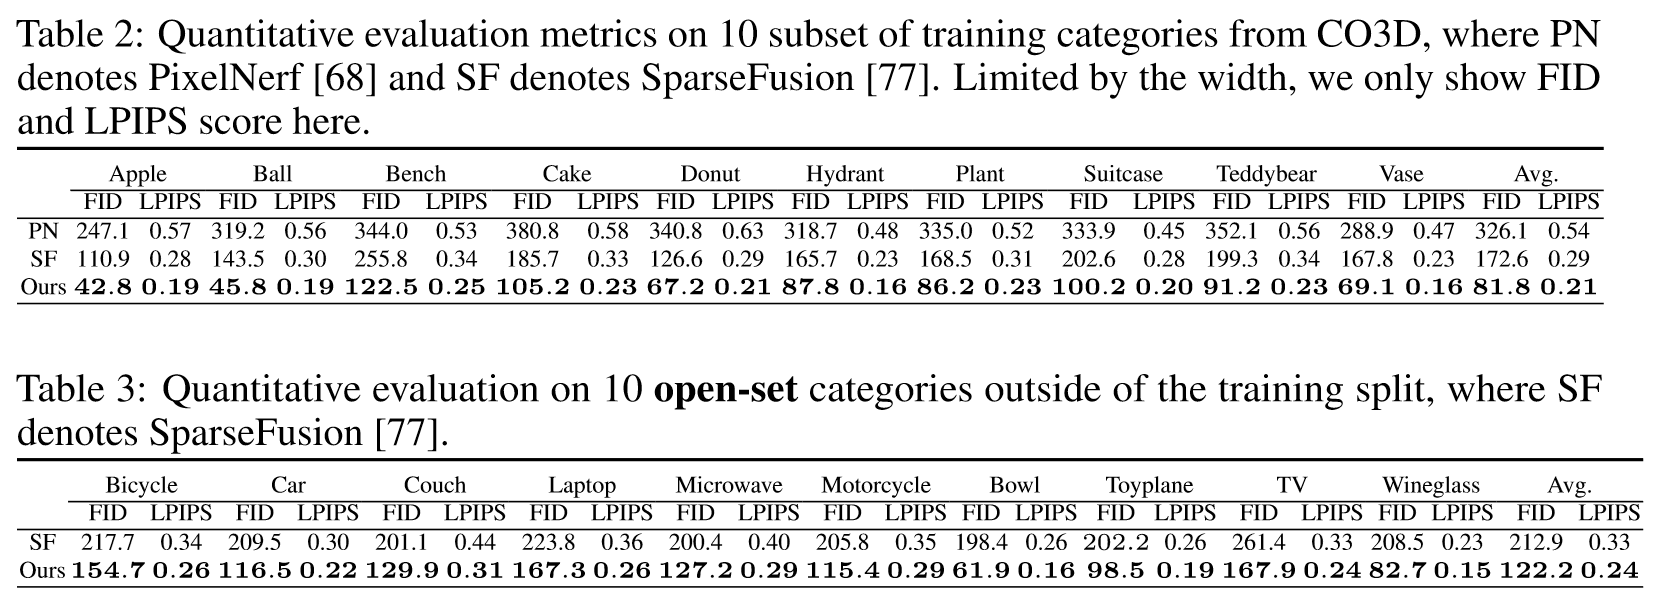 Table 2: Quantitative evaluation metrics on 10 subset of training categories from CO3D, where PN
denotes PixelNerf [68] and SF denotes SparseFusion [77]. Limited by the width, we only show FID
and LPIPS score here.
Apple Ball Bench Cake Donut Hydrant Plant Suitcase Teddybear Vase Avg.
FID LPIPS FID LPIPS FID LPIPS FID LPIPS FID LPIPS FID LPIPS FID LPIPS FID LPIPS FID LPIPS FID LPIPS FID LPIPS
PN 247.1 0.57 319.2 0.56 344.0 0.53 380.8 0.58 340.8 0.63 318.7 0.48 335.0 0.52 333.9 0.45 352.1 0.56 288.9 0.47 326.1 0.54
SF 110.9 0.28 143.5 0.30 255.8 0.34 185.7 0.33 126.6 0.29 165.7 0.23 168.5 0.31 202.6 0.28 199.3 0.34 167.8 0.23 172.6 0.29
Ours 42.8 0.19 45.8 0.19 122.5 0.25 105.2 0.23 67.2 0.21 87.8 0.16 86.2 0.23 100.2 0.20 91.2 0.23 69.1 0.16 81.8 0.21
Table 3: Quantitative evaluation on 10 open-set categories outside of the training split, where SF
denotes SparseFusion [77].
Bicycle Car Couch Laptop Microwave Motorcycle Bowl Toyplane TV Wineglass Avg.
FID LPIPS FID LPIPS FID LPIPS FID LPIPS FID LPIPS FID LPIPS FID LPIPS FID LPIPS FID LPIPS FID LPIPS FID LPIPS
SF 217.7 0.34 209.5 0.30 201.1 0.44 223.8 0.36 200.4 0.40 205.8 0.35 198.4 0.26 202.2 0.26 261.4 0.33 208.5 0.23 212.9 0.33
Ours 154.7 0.26 116.5 0.22 129.9 0.31 167.3 0.26 127.2 0.29 115.4 0.29 61.9 0.16 98.5 0.19 167.9 0.24 82.7 0.15 122.2 0.24